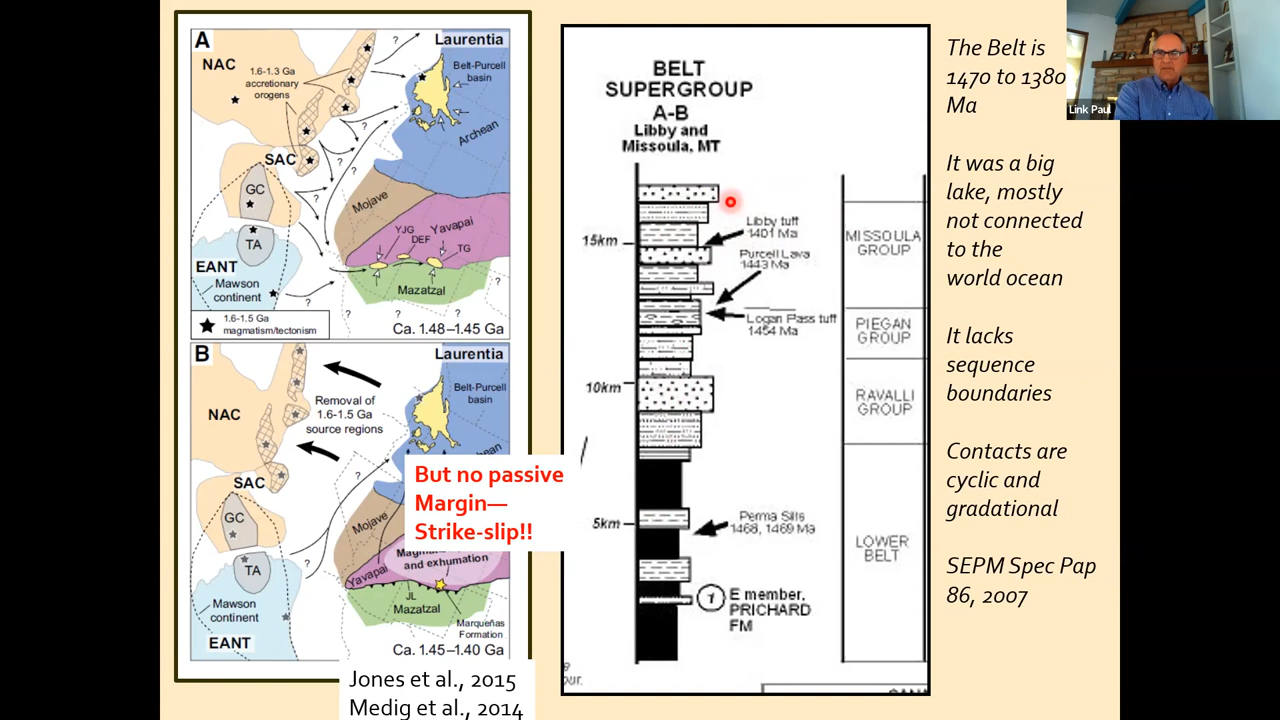 A
NAC
1.6-1.3 Ga
accretionary
orogens
?
Laurentia
Belt-Purcell
basin
?
Archean
?
SAC
?
?
GC
Mojave
TA
YJG
DEF
Yavapai
TG
EANT
Mawson
continent
?
Mazatzal
?
?
?
?
1.6-1.5 Ga
magmatism/tectonism
Ca. 1.48–1.45 Ga
B
Laurentia
NAC
Removal of
1.6-1.5 Ga
source regions
Belt-Purcell
basin
?
SAC
GC
Mojave
TA
and exhumation
Yavapai
JL
Mazatzal
?
Mawson
continent
Marqueñas
Formation
EANT
Ca. 1.45–1.40 Ga
But no passive
Margin—
Strike-slip!!
Jones et al., 2015
Medig et al., 2014
BELT
SUPERGROUP
A-B
Libby and
Missoula, MT
15km
Libby tuff
1401 Ma
Purcell Lava
1443 Ma
Logan Pass tuff
1454 Ma
10km
5km
Perma Sills
1468, 1469 Ma
1
E member,
PRICHARD
FM
MISSOULA
GROUP
PIEGAN
GROUP
RAVALLI
GROUP
LOWER
BELT
The Belt is
1470 to 1380
Ma
It was a big
lake, mostly
not connected
to the
world ocean
It lacks
sequence
boundaries
Contacts are
cyclic and
gradational
SEPM Spec Pap
86, 2007
Link Paul